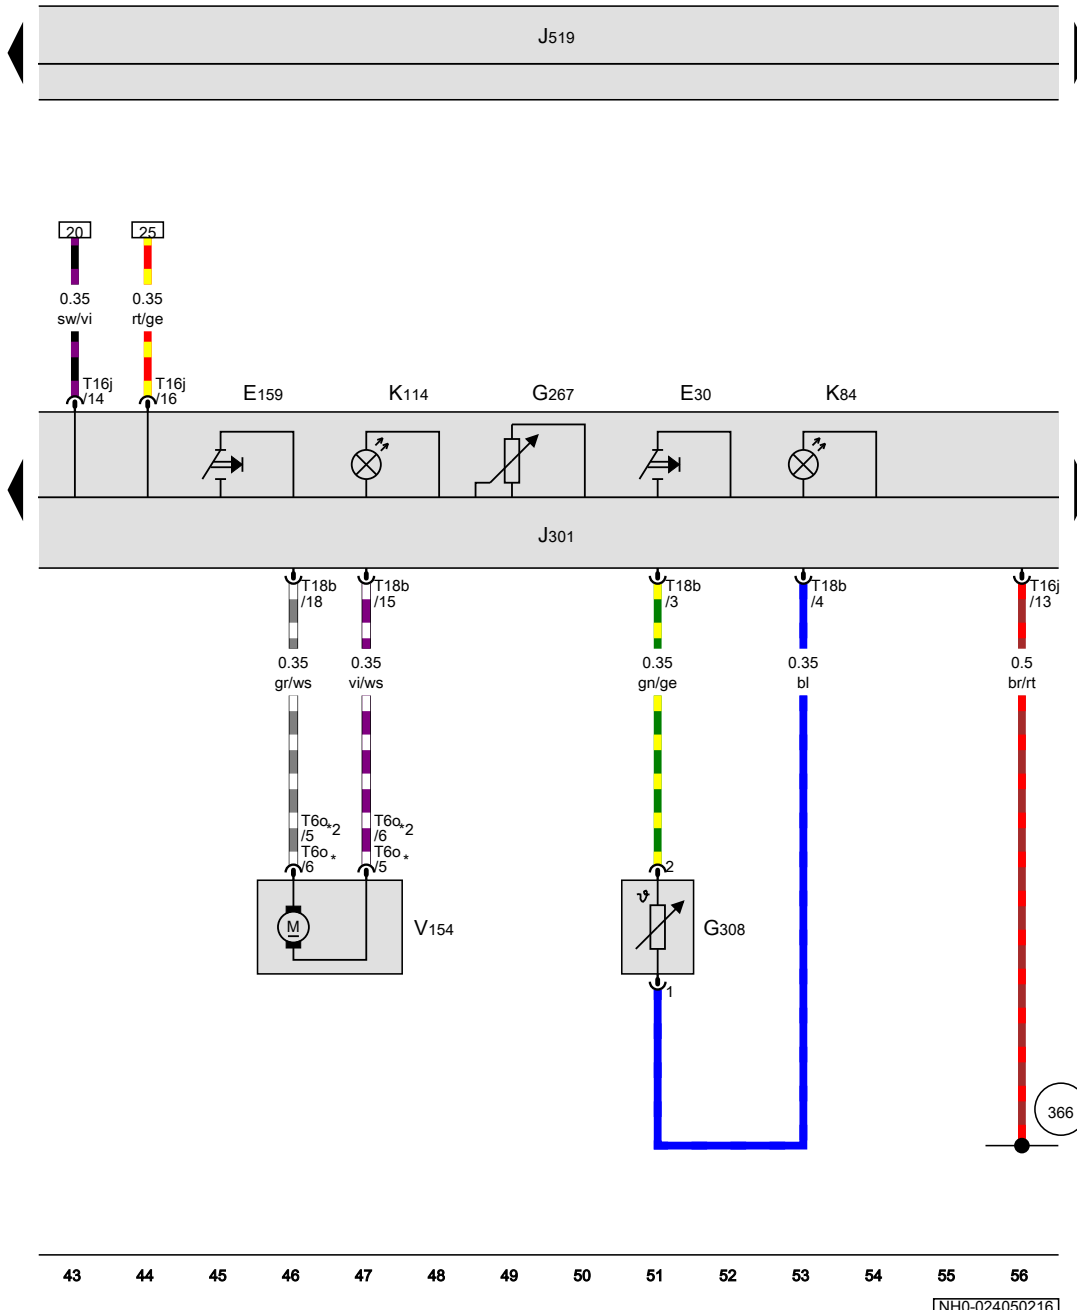 J519
20 25
0.35 0.35
sw/vi rt/ge
T16j T16j
/14 /16
E159 K114 G267 E30 K84
J301
T18b T18b T18b T18b T16j
/18 /15 /3 /4 /13
0.35 0.35 0.35 0.35 0.5
gr/ws vi/ws gn/ge bl br/rt
T6o*2 T6o*2
/5 /6
T6o* T6o*
/6 /5
2
ϑ
M
V154
G308
1
366
43 44 45 46 47 48 49 50 51 52 53 54 55 56
NH0-024050216